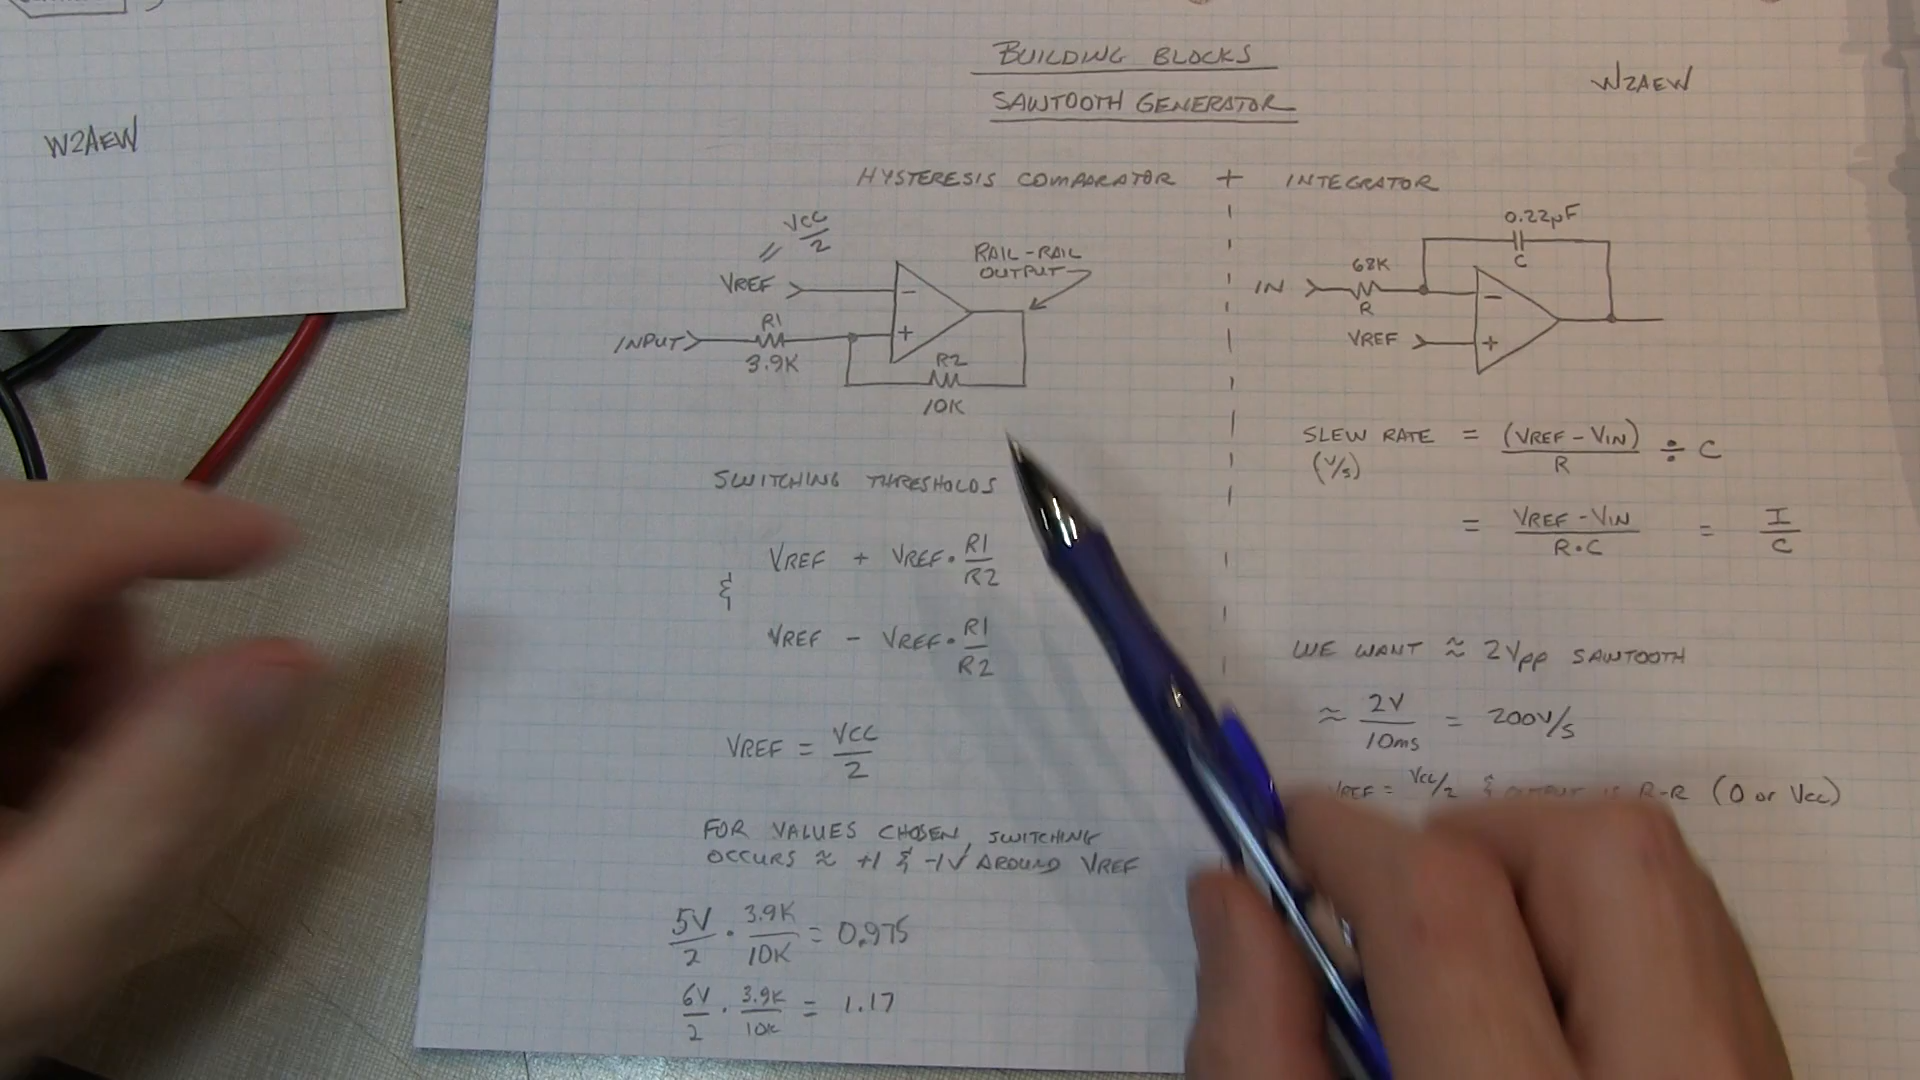 W2AEW
BUILDING BLOCKS
SAWTOOTH GENERATOR
W2AEW
HYSTERESIS COMPARATOR + INTEGRATOR
VCC/2
=
VREF
INPUT
R1
3.9K
-
+
RAIL-RAIL
OUTPUT
R2
10K
SWITCHING THRESHOLDS
VREF + VREF · R1/R2
&
VREF - VREF · R1/R2
VREF = VCC/2
FOR VALUES CHOSEN, SWITCHING
OCCURS ≈ +1 & -1V AROUND VREF
5V/2 · 3.9K/10K = 0.975
6V/2 · 3.9K/10K = 1.17
0.22µF
C
IN
68K
R
VREF
-
+
SLEW RATE = (VREF - VIN)/R ÷ C
(V/s)
= VREF - VIN/R·C = I/C
WE WANT ≈ 2Vpp SAWTOOTH
≈ 2V/10ms = 200V/s
VREF = VCC/2 & OUTPUT IS R-R (0 or Vcc)